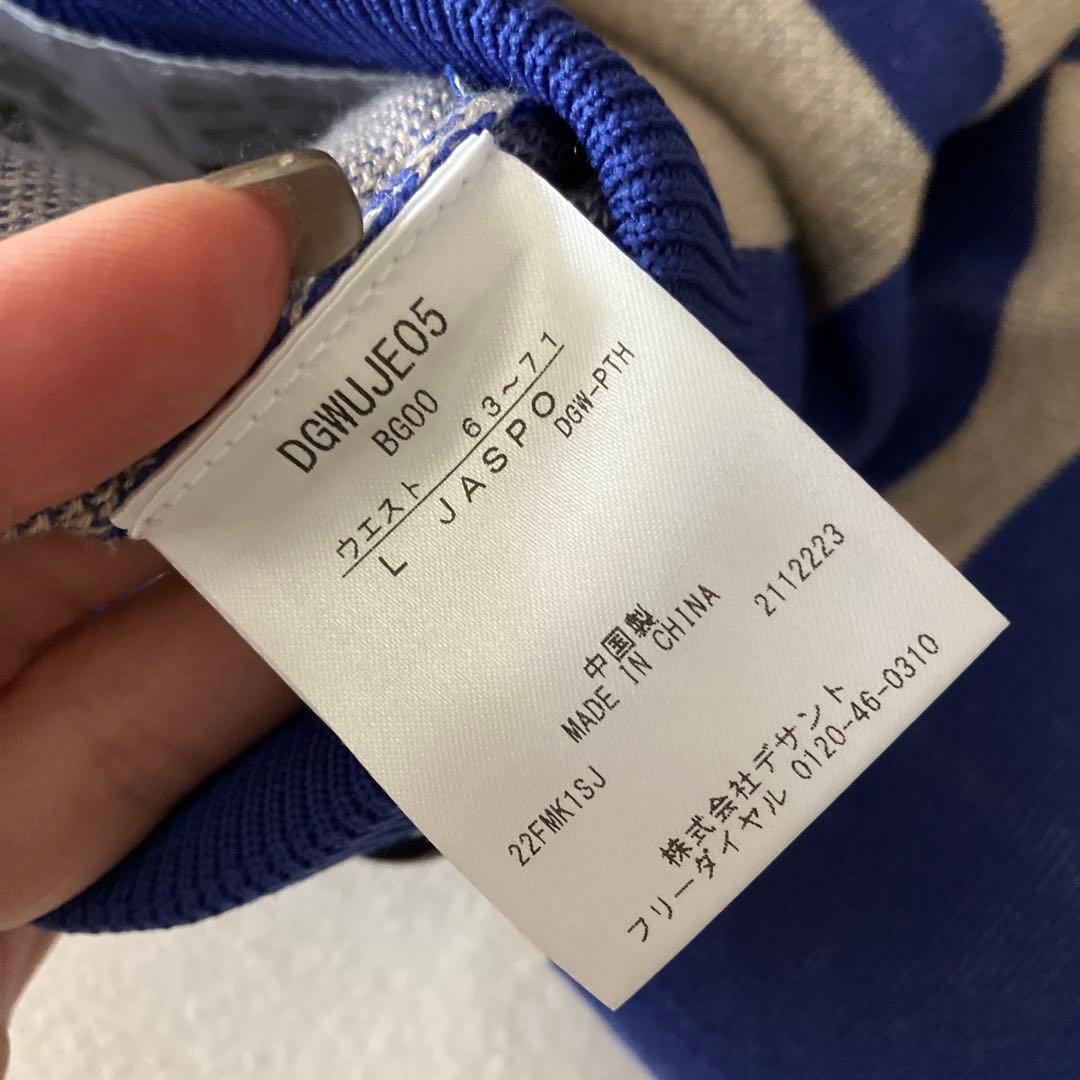 DGWUJE05
BG00
ウエスト 63～71
L JASPO
DGW-PTH
中国製
MADE IN CHINA 2112223
22FMK1SJ
株式会社デサント
フリーダイヤル 0120-46-0310